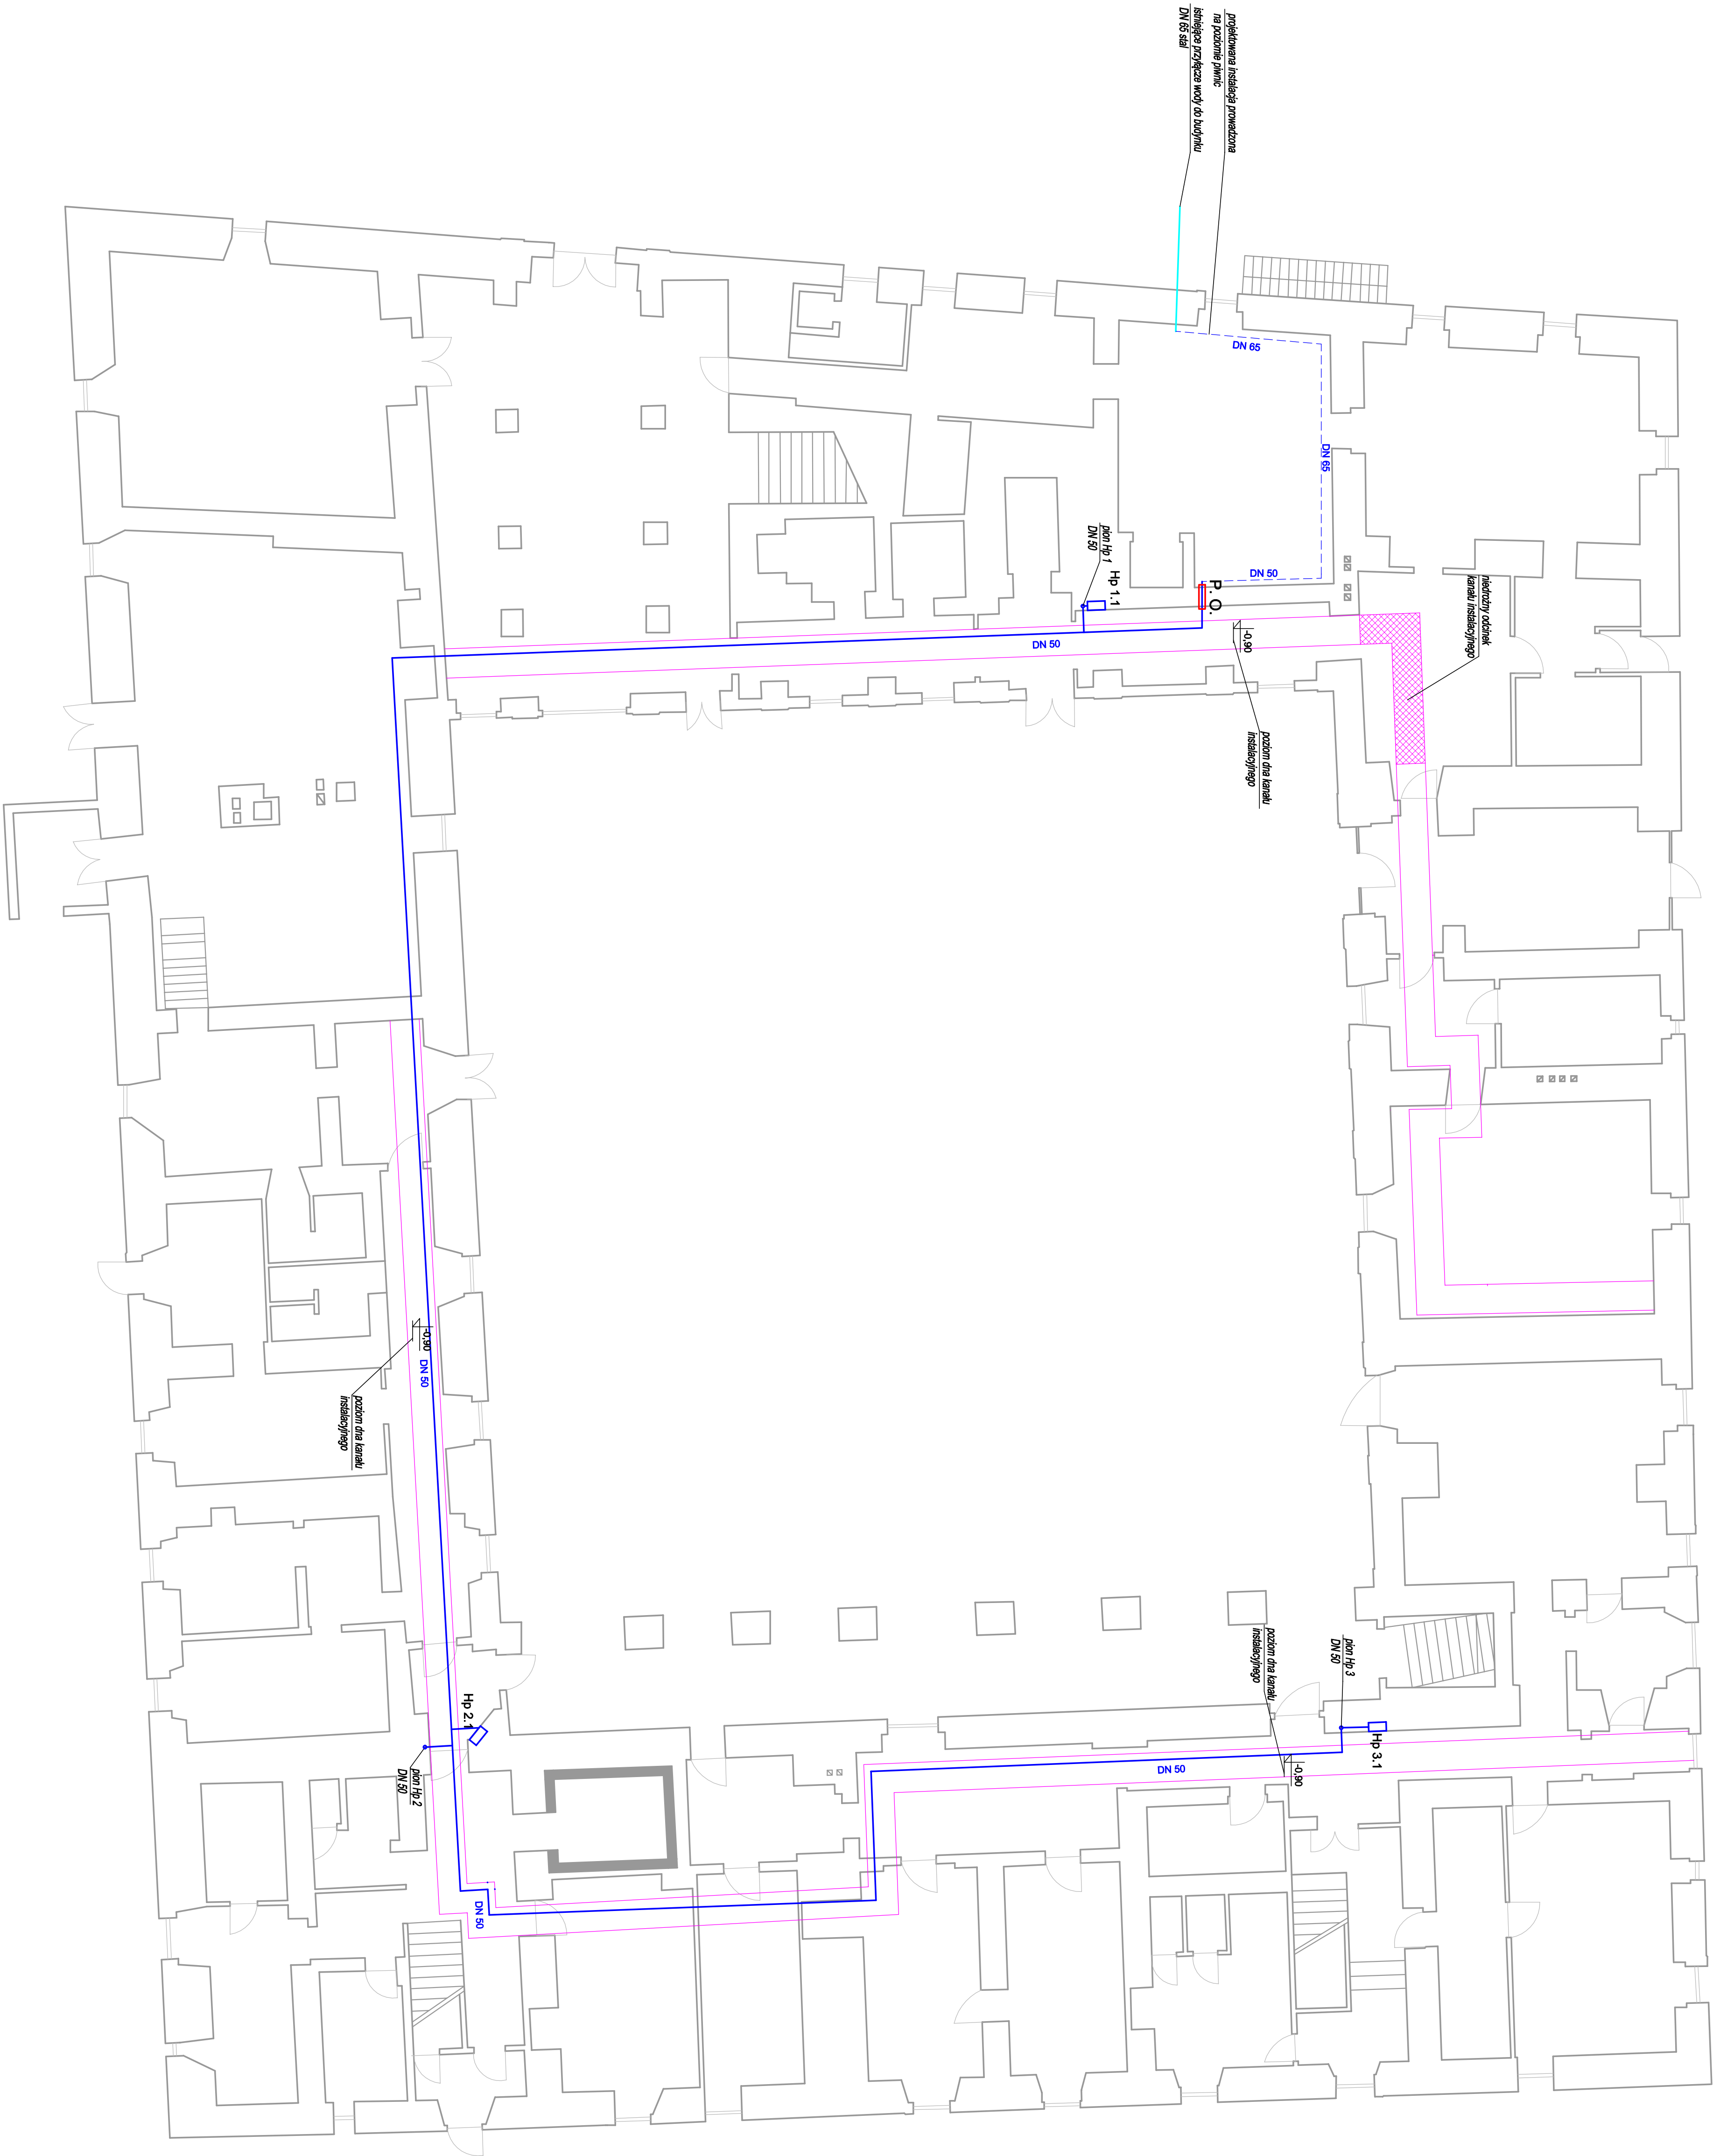 projektowana instalacja prowadzona
na poziomie piwnic
istniejące przyłącze wody do budynku
DN 65 stal
DN 65
DN 65
DN 50
pion Hp 1
DN 50
Hp 1.1
P. O.
-0,90
poziom dna kanału
instalacyjnego
niedrożny odcinek
kanału instalacyjnego
DN 50
-0,90
DN 50
poziom dna kanału
instalacyjnego
poziom dna kanału
instalacyjnego
pion Hp 3
DN 50
Hp 3.1
-0,90
DN 50
Hp 2.1
pion Hp 2
DN 50
DN 50